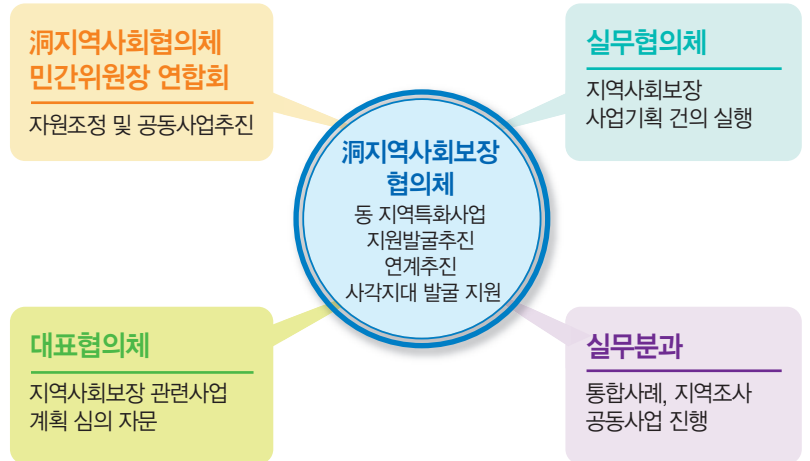 洞지역사회협의체
민간위원장 연합회
자원조정 및 공동사업추진
실무협의체
지역사회보장
사업기획 건의 실행
洞지역사회보장
협의체
동 지역특화사업
지원발굴추진
연계추진
사각지대 발굴 지원
대표협의체
지역사회보장 관련사업
계획 심의 자문
실무분과
통합사례, 지역조사
공동사업 진행